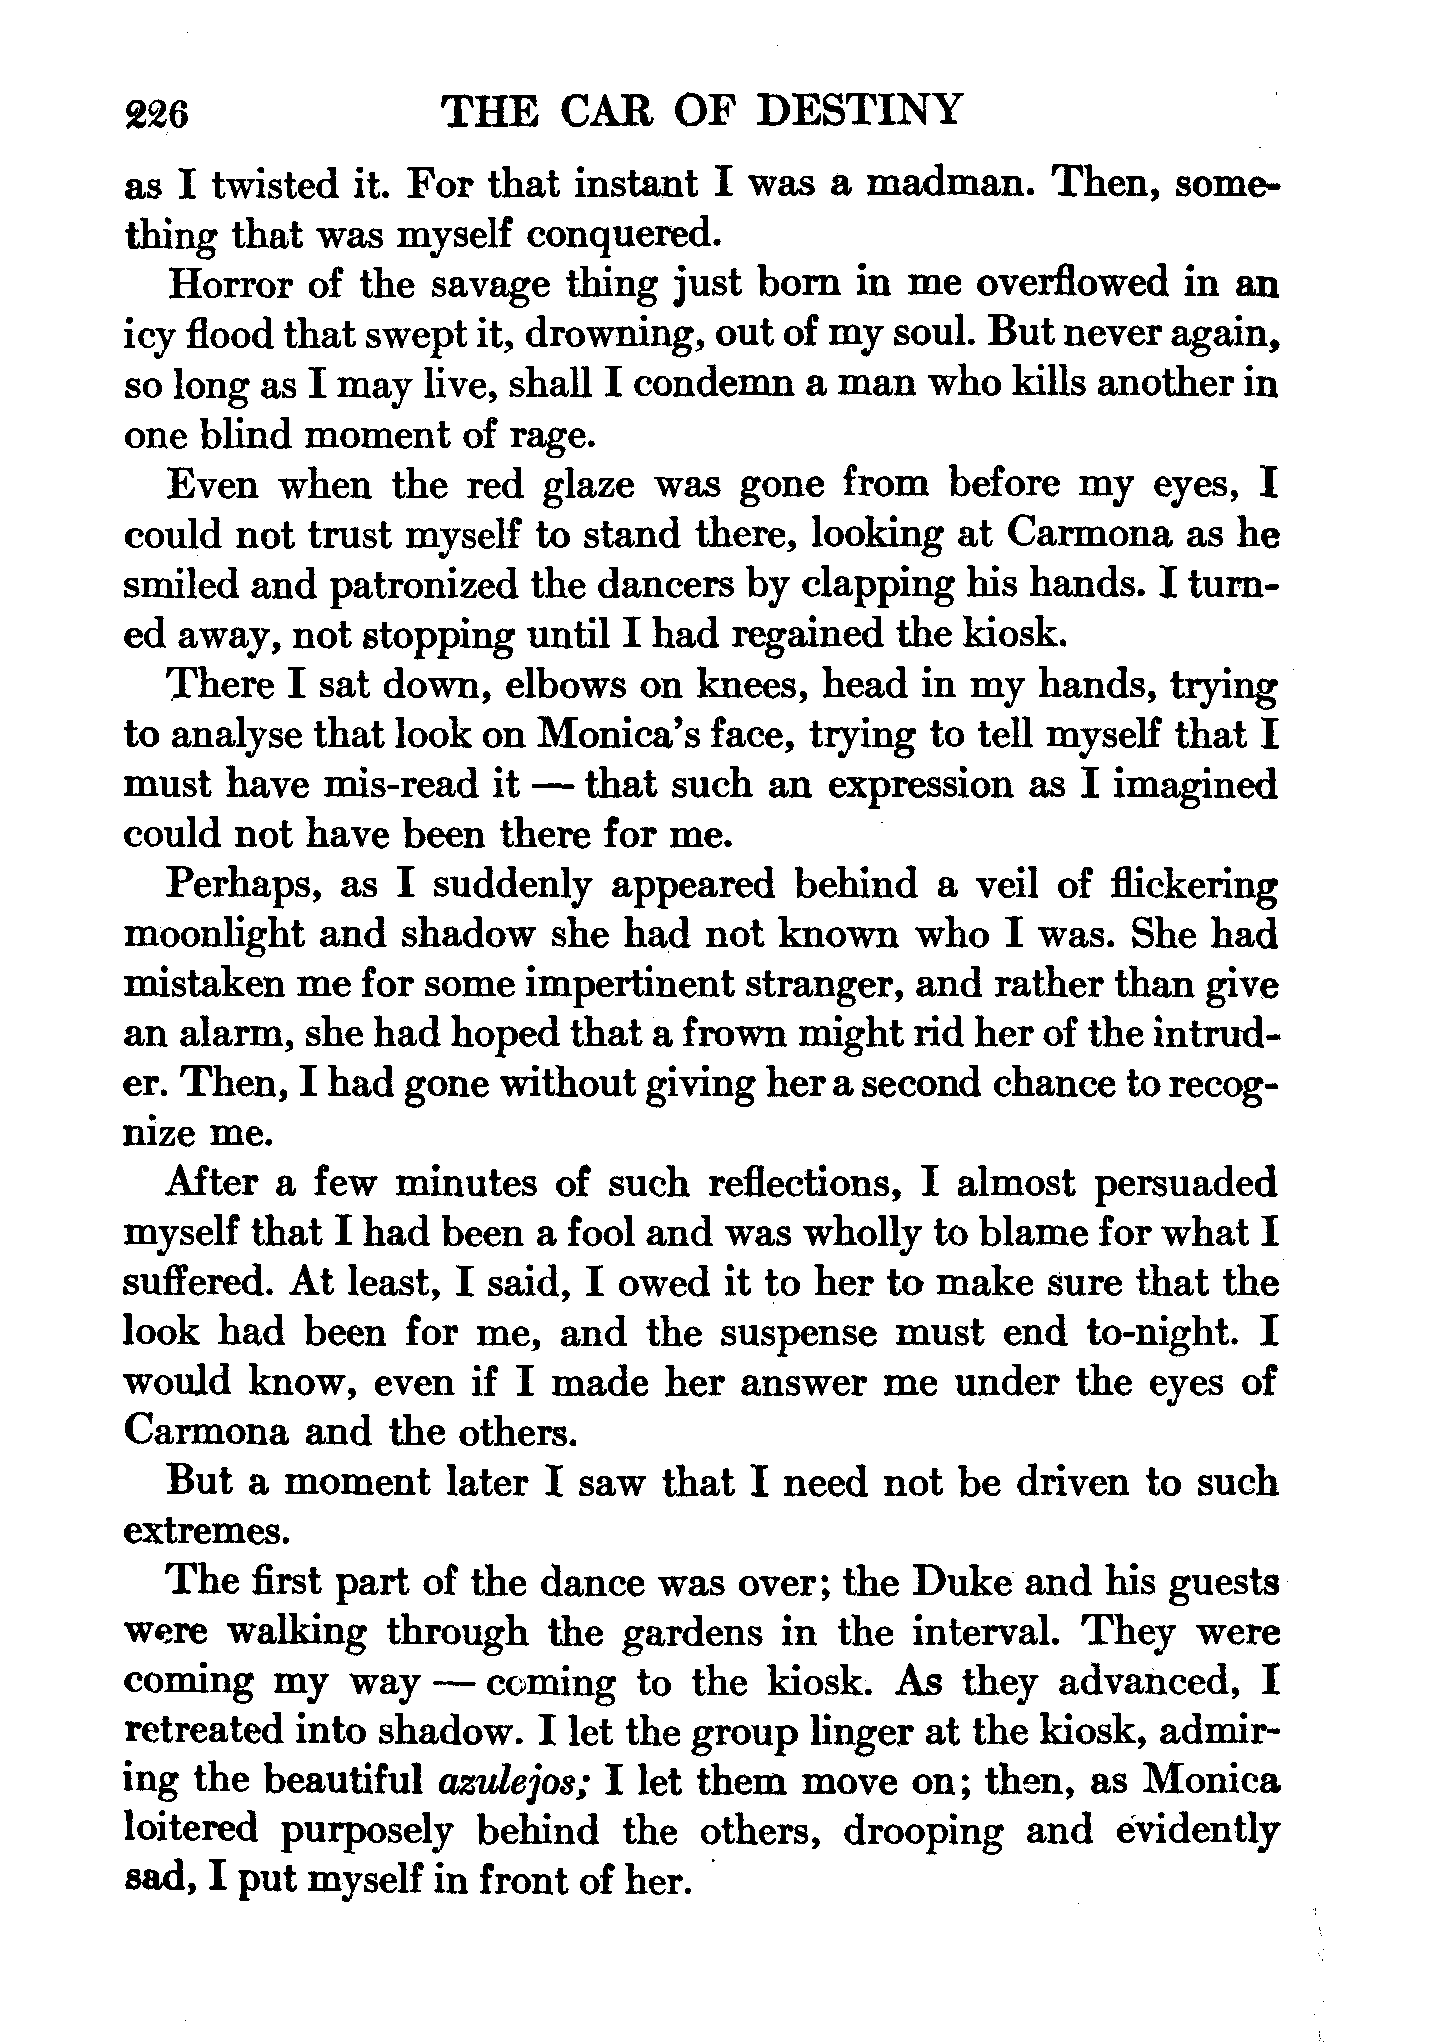 226 THE CAR OF DESTINY
as I twisted it. For that instant I was a madman. Then, some-
thing that was myself conquered.
Horror of the savage thing just born in me overflowed in an
icy flood that swept it, drowning, out of my soul. But never again,
so long as I may live, shall I condemn a man who kills another in
one blind moment of rage.
Even when the red glaze was gone from before my eyes, I
could not trust myself to stand there, looking at Carmona as he
smiled and patronized the dancers by clapping his hands. I turn-
ed away, not stopping until I had regained the kiosk.
There I sat down, elbows on knees, head in my hands, trying
to analyse that look on Monica's face, trying to tell myself that I
must have mis-read it — that such an expression as I imagined
could not have been there for me.
Perhaps, as I suddenly appeared behind a veil of flickering
moonlight and shadow she had not known who I was. She had
mistaken me for some impertinent stranger, and rather than give
an alarm, she had hoped that a frown might rid her of the intrud-
er. Then, I had gone without giving her a second chance to recog-
nize me.
After a few minutes of such reflections, I almost persuaded
myself that I had been a fool and was wholly to blame for what I
suffered. At least, I said, I owed it to her to make sure that the
look had been for me, and the suspense must end to-night. I
would know, even if I made her answer me under the eyes of
Carmona and the others.
But a moment later I saw that I need not be driven to such
extremes.
The first part of the dance was over; the Duke and his guests
were walking through the gardens in the interval. They were
coming my way — coming to the kiosk. As they advanced, I
retreated into shadow. I let the group linger at the kiosk, admir-
ing the beautiful azulejos; I let them move on; then, as Monica
loitered purposely behind the others, drooping and evidently
sad, I put myself in front of her.